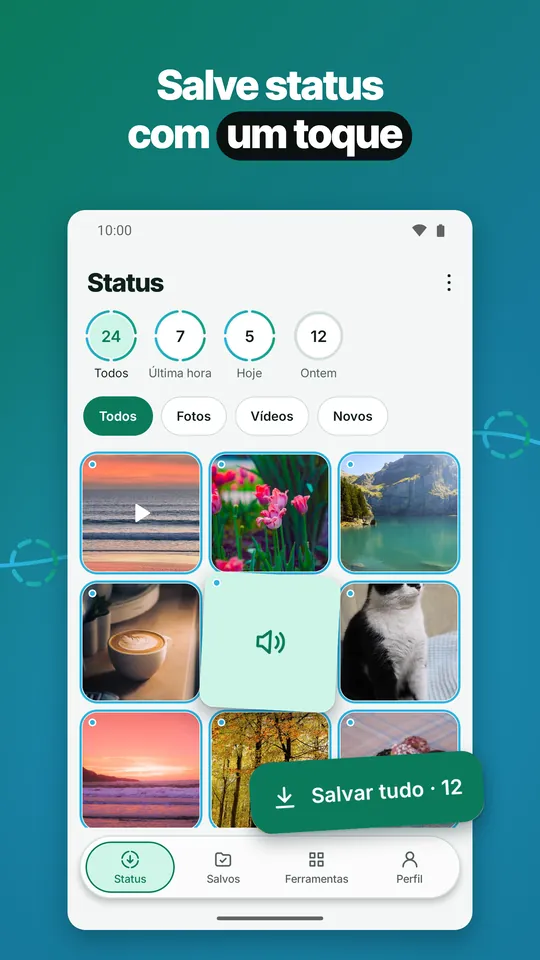 Salve status
com um toque
10:00
Status
24 7 5 12
Todos Última hora Hoje Ontem
Todos Fotos Vídeos Novos
Salvar tudo · 12
Status Salvos Ferramentas Perfil